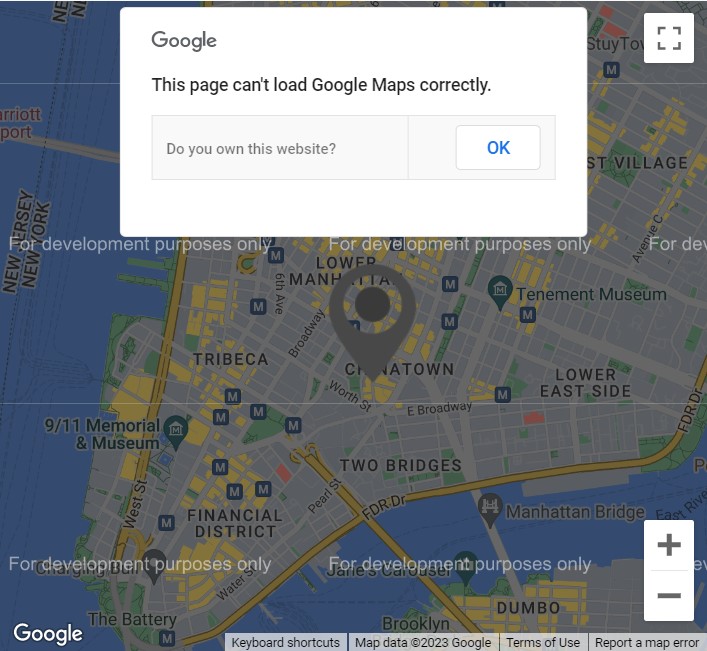 Google
This page can't load Google Maps correctly.
Do you own this website?
OK
For development purposes only
For development purposes only
For de
arriott
port
StuyTow
M
ST VILLAGE
Avenue C
NEW JERSEY
NEW YORK
LOWER
MANHATTA
6th Ave
Broadway
Tenement Museum
TRIBECA
CHINATOWN
LOWER
EAST SIDE
Worth St
E Broadway
FDR Dr
9/11 Memorial
& Museum
TWO BRIDGES
West St
Pearl St
FDR Dr
Manhattan Bridge
East River
FINANCIAL
DISTRICT
For development purposes only
For development purposes only
Charging Bull
Jane's Carousel
Water St
The Battery
DUMBO
Brooklyn
Google
Keyboard shortcuts
Map data ©2023 Google
Terms of Use
Report a map error